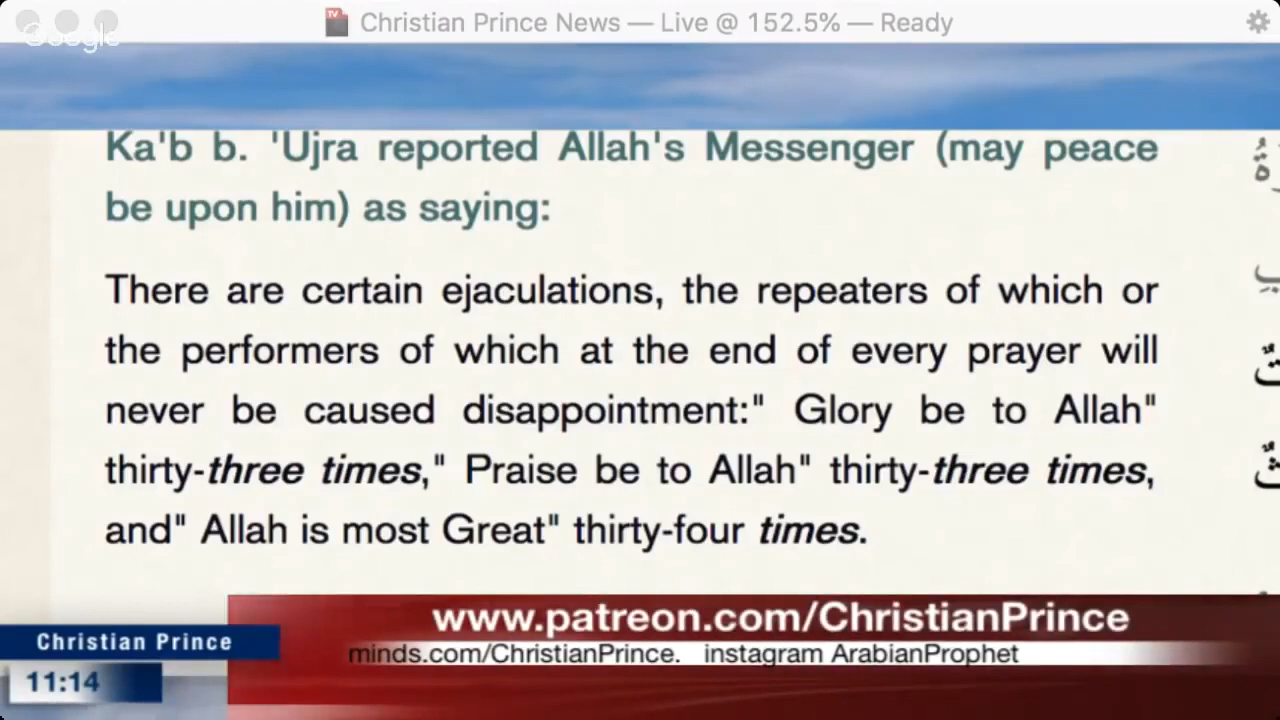 Christian Prince News — Live @ 152.5% — Ready
Google
Ka'b b. 'Ujra reported Allah's Messenger (may peace
be upon him) as saying:
There are certain ejaculations, the repeaters of which or
the performers of which at the end of every prayer will
never be caused disappointment:" Glory be to Allah"
thirty-three times," Praise be to Allah" thirty-three times,
and" Allah is most Great" thirty-four times.
www.patreon.com/ChristianPrince
Christian Prince
minds.com/ChristianPrince. instagram ArabianProphet
11:14